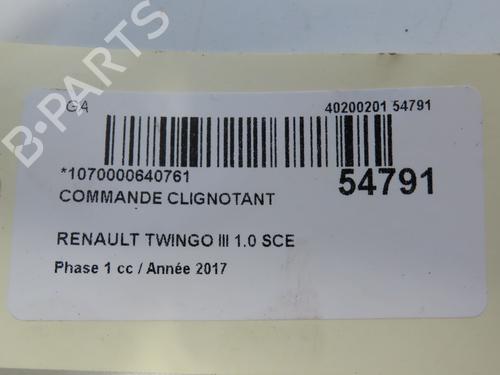 GA
40200201 54791
*1070000640761
54791
COMMANDE CLIGNOTANT
RENAULT TWINGO III 1.0 SCE
Phase 1 cc / Année 2017
B-PARTS